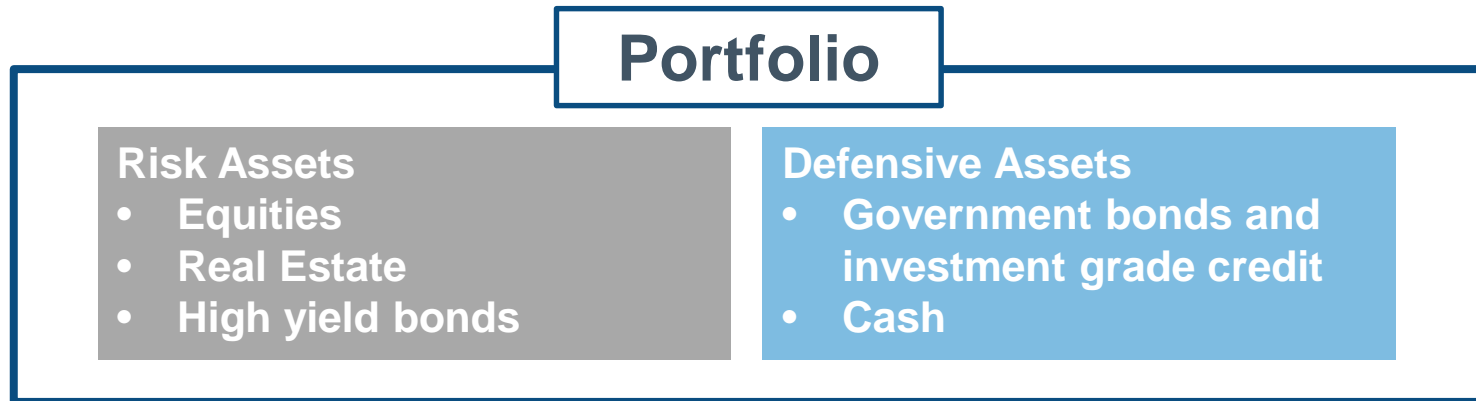 Portfolio
Risk Assets
• Equities
• Real Estate
• High yield bonds
Defensive Assets
• Government bonds and
investment grade credit
• Cash